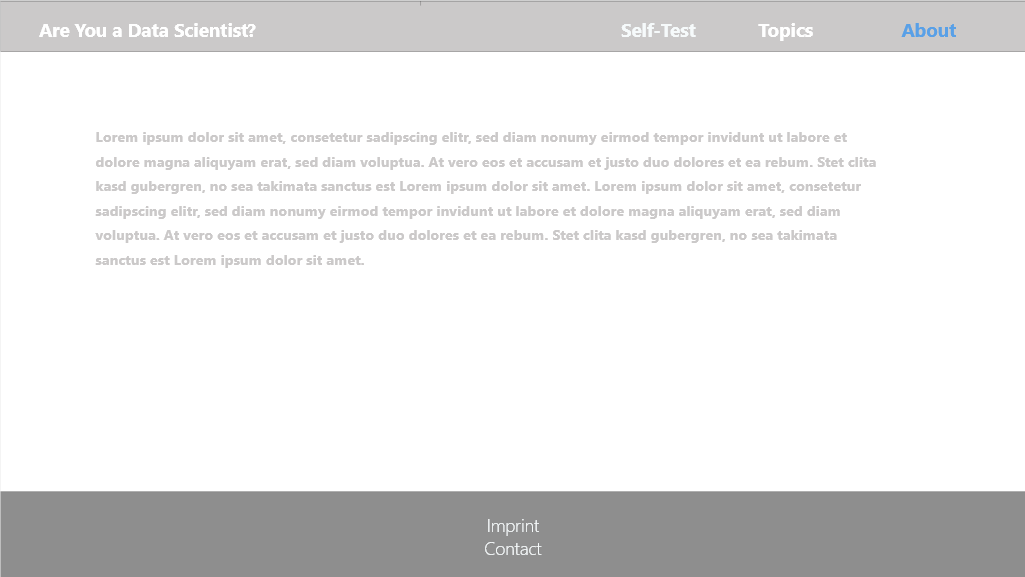 Are You a Data Scientist? Self-Test Topics About
Lorem ipsum dolor sit amet, consetetur sadipscing elitr, sed diam nonumy eirmod tempor invidunt ut labore et
dolore magna aliquyam erat, sed diam voluptua. At vero eos et accusam et justo duo dolores et ea rebum. Stet clita
kasd gubergren, no sea takimata sanctus est Lorem ipsum dolor sit amet. Lorem ipsum dolor sit amet, consetetur
sadipscing elitr, sed diam nonumy eirmod tempor invidunt ut labore et dolore magna aliquyam erat, sed diam
voluptua. At vero eos et accusam et justo duo dolores et ea rebum. Stet clita kasd gubergren, no sea takimata
sanctus est Lorem ipsum dolor sit amet.
Imprint
Contact